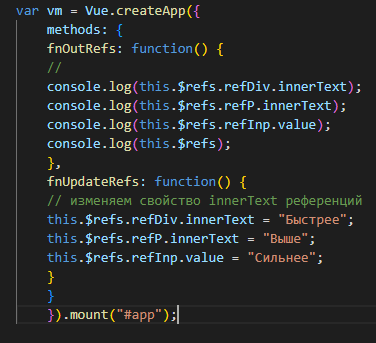 var vm = Vue.createApp({
methods: {
fnOutRefs: function() {
//
console.log(this.$refs.refDiv.innerText);
console.log(this.$refs.refP.innerText);
console.log(this.$refs.refInp.value);
console.log(this.$refs);
},
fnUpdateRefs: function() {
// изменяем свойство innerText референций
this.$refs.refDiv.innerText = "Быстрее";
this.$refs.refP.innerText = "Выше";
this.$refs.refInp.value = "Сильнее";
}
}
}).mount("#app");